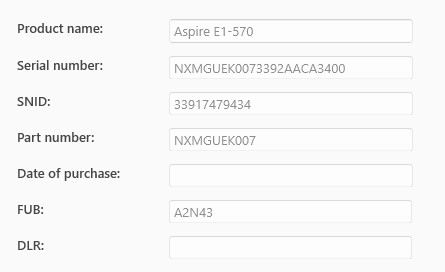 Product name: Aspire E1-570
Serial number: NXMGUEK0073392AACA3400
SNID: 33917479434
Part number: NXMGUEK007
Date of purchase:
FUB: A2N43
DLR: